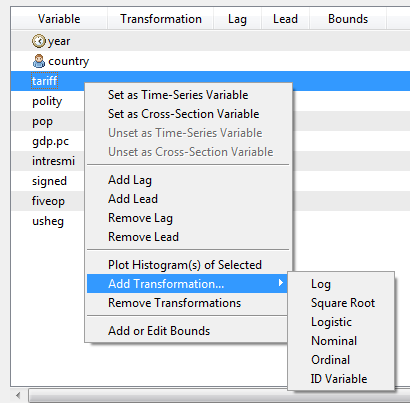 Variable Transformation Lag Lead Bounds
year
country
tariff
polity
pop
gdp.pc
intresmi
signed
fiveop
usheg
Set as Time-Series Variable
Set as Cross-Section Variable
Unset as Time-Series Variable
Unset as Cross-Section Variable
Add Lag
Add Lead
Remove Lag
Remove Lead
Plot Histogram(s) of Selected
Add Transformation...
Remove Transformations
Add or Edit Bounds
Log
Square Root
Logistic
Nominal
Ordinal
ID Variable